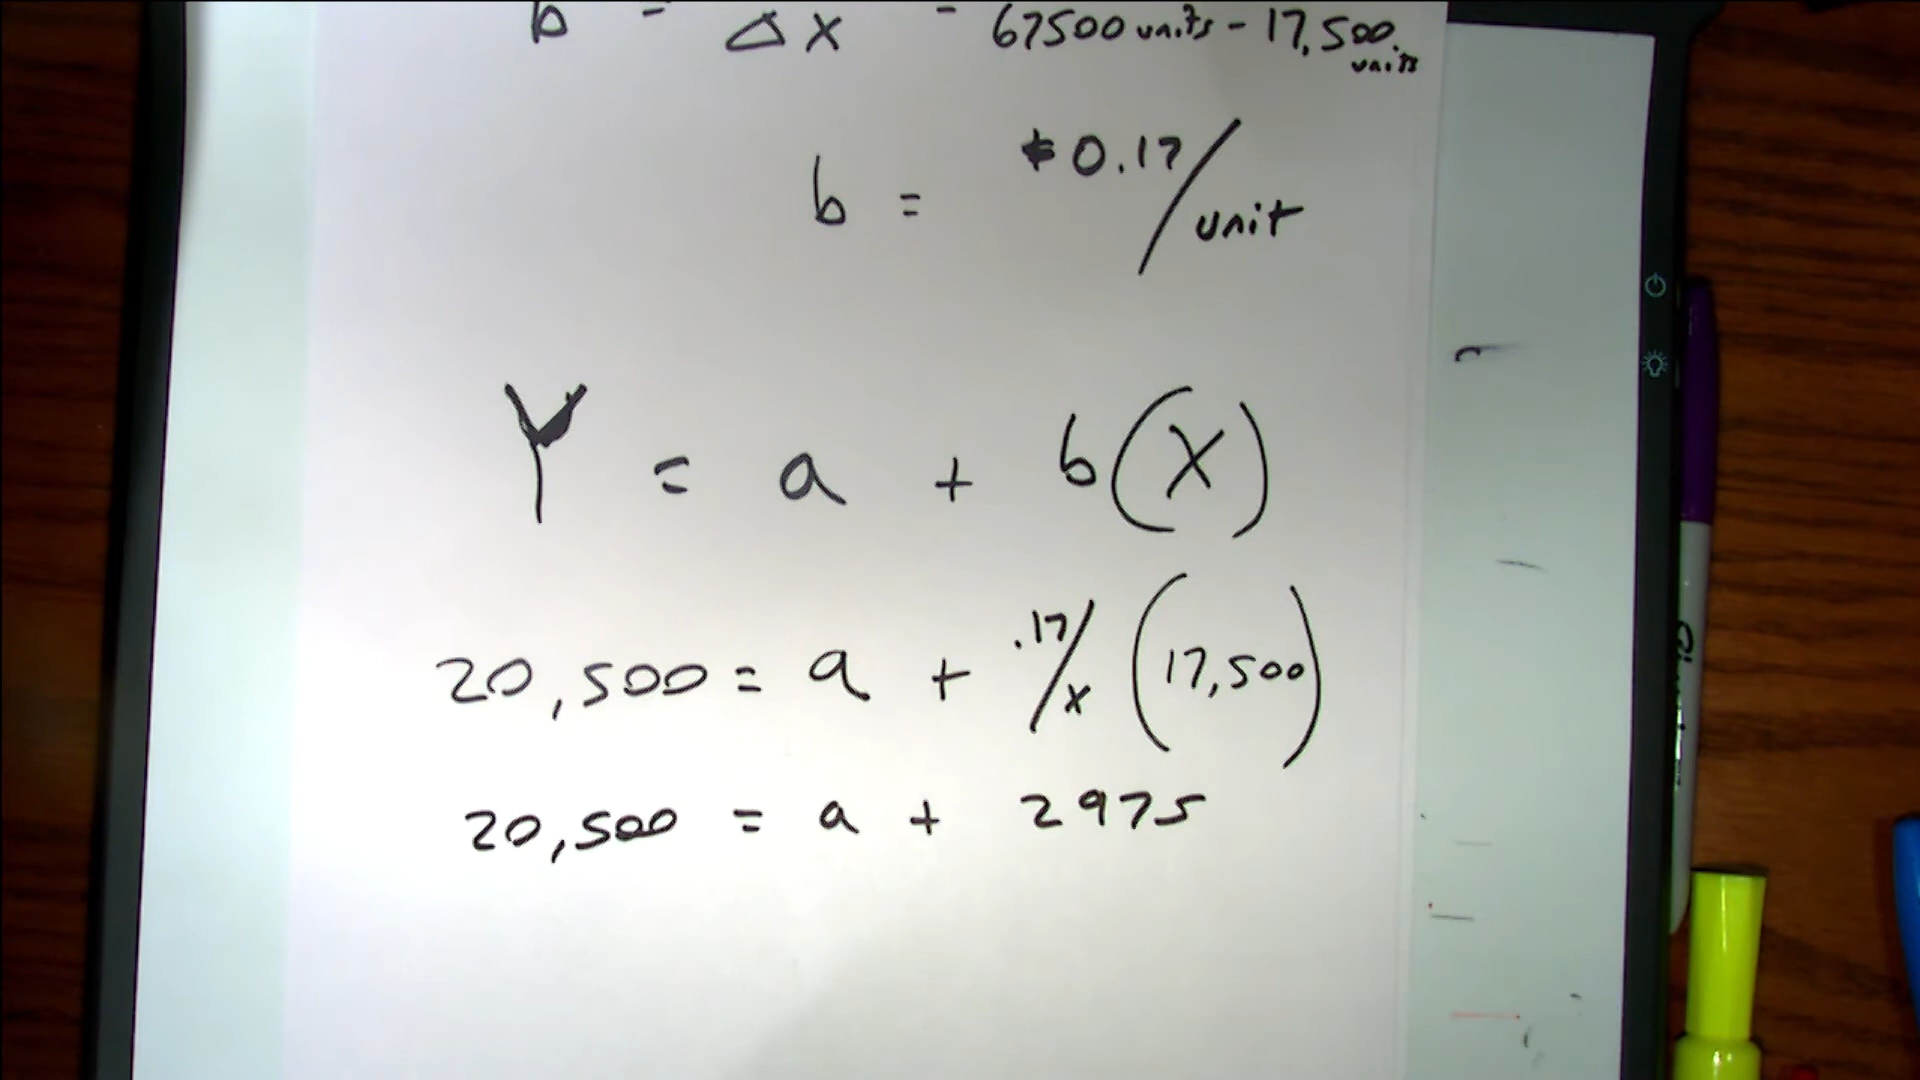 b = Δx = 67500 units - 17,500 units
b = $0.17/unit
Y = a + b(X)
20,500 = a + .17/x (17,500)
20,500 = a + 2975